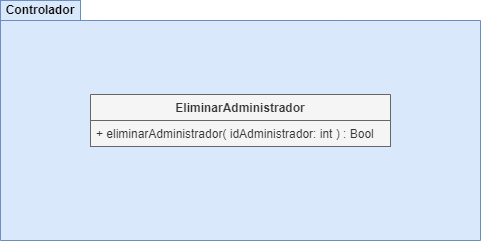 Controlador
EliminarAdministrador
+ eliminarAdministrador( idAdministrador: int ) : Bool